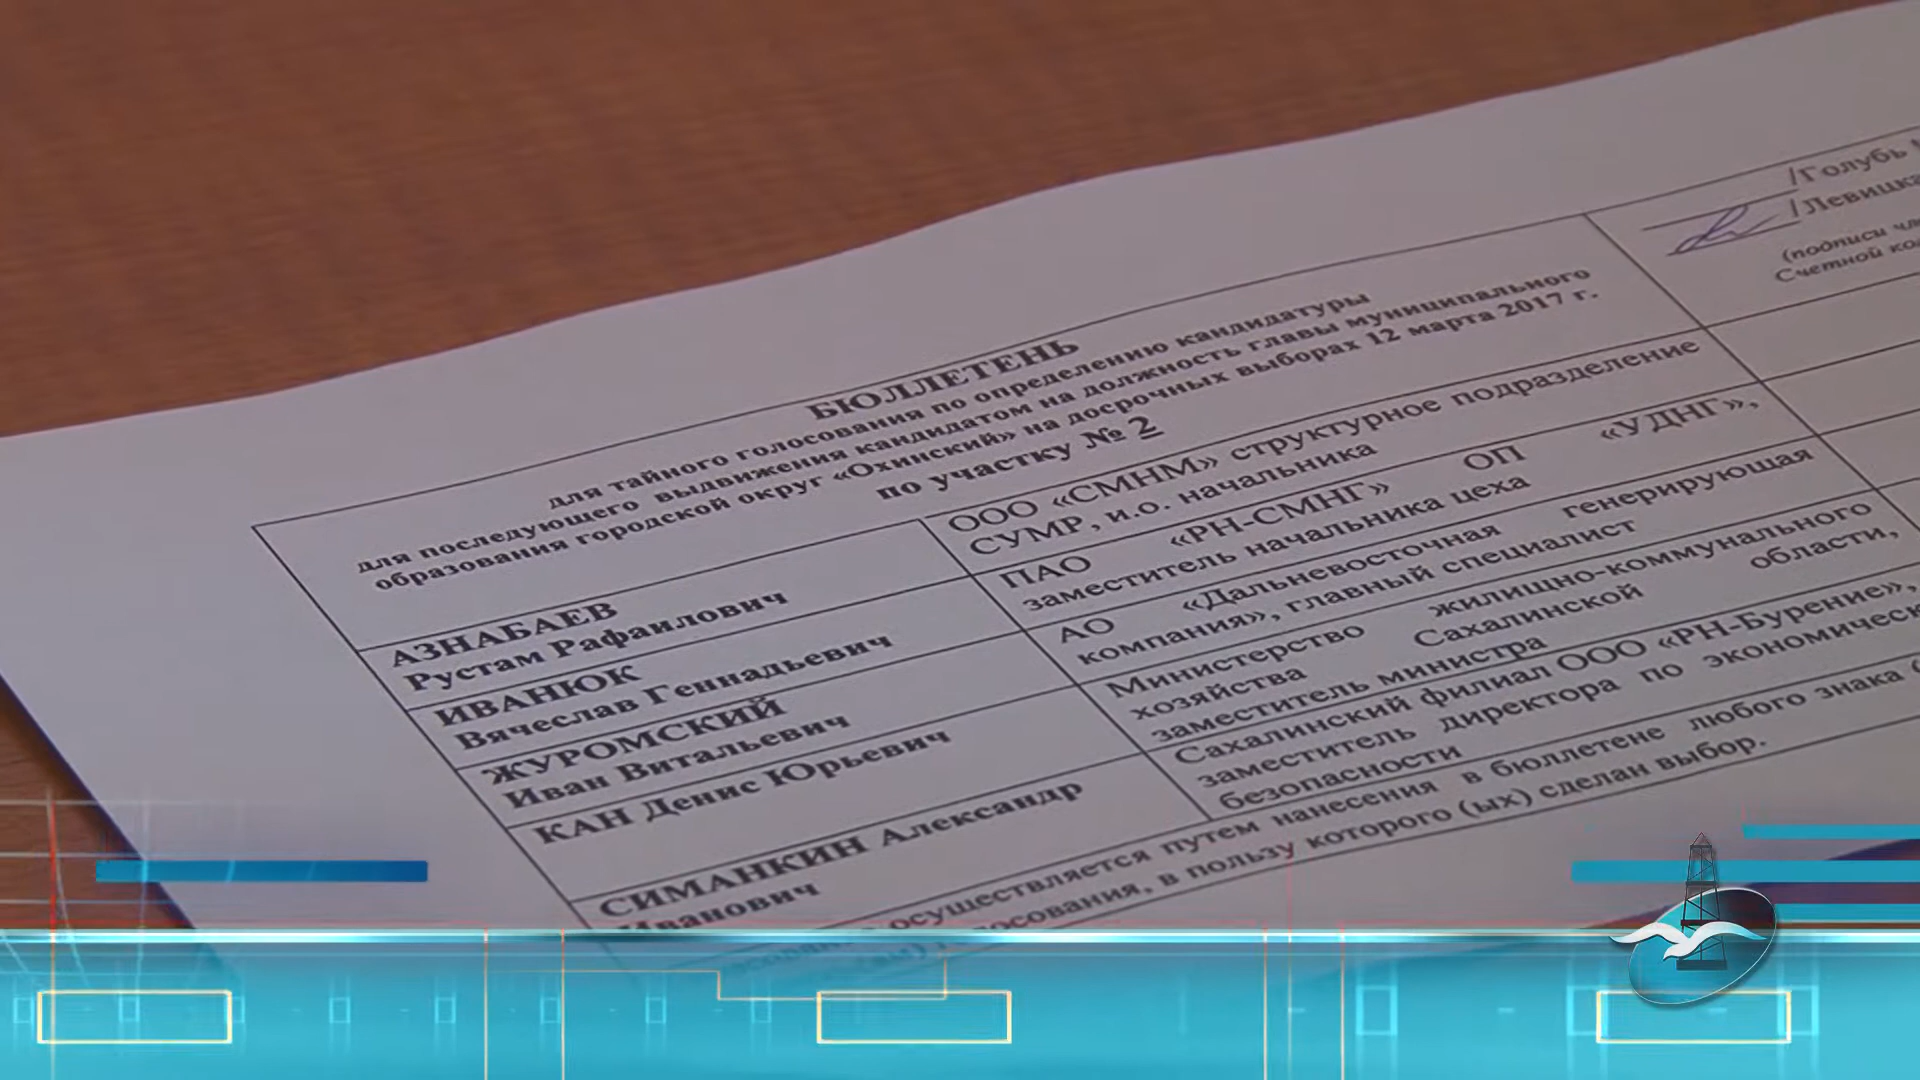 /Голубь
/Левицка
(подписи
Счетной
БЮЛЛЕТЕНЬ
для тайного голосования по определению кандидатуры
для последующего выдвижения кандидатом на должность главы муниципального
образования городской округ «Охинский» на досрочных выборах 12 марта 2017 г.
по участку № 2
АЗНАБАЕВ
Рустам Рафаилович
ООО «СМНМ» структурное подразделение
СУМР, и.о. начальника
ИВАНЮК
Вячеслав Геннадьевич
ПАО «РН-СМНГ» ОП «УДНГ»,
заместитель начальника цеха
ЖУРОМСКИЙ
Иван Витальевич
АО «Дальневосточная генерирующая
компания», главный специалист
КАН Денис Юрьевич
Министерство жилищно-коммунального
хозяйства Сахалинской области,
заместитель министра
СИМАНКИН Александр
Иванович
Сахалинский филиал ООО «РН-Бурение»,
заместитель директора по экономическ
безопасности
осуществляется путем нанесения в бюллетене любого знака
голосования, в пользу которого (ых) сделан выбор.